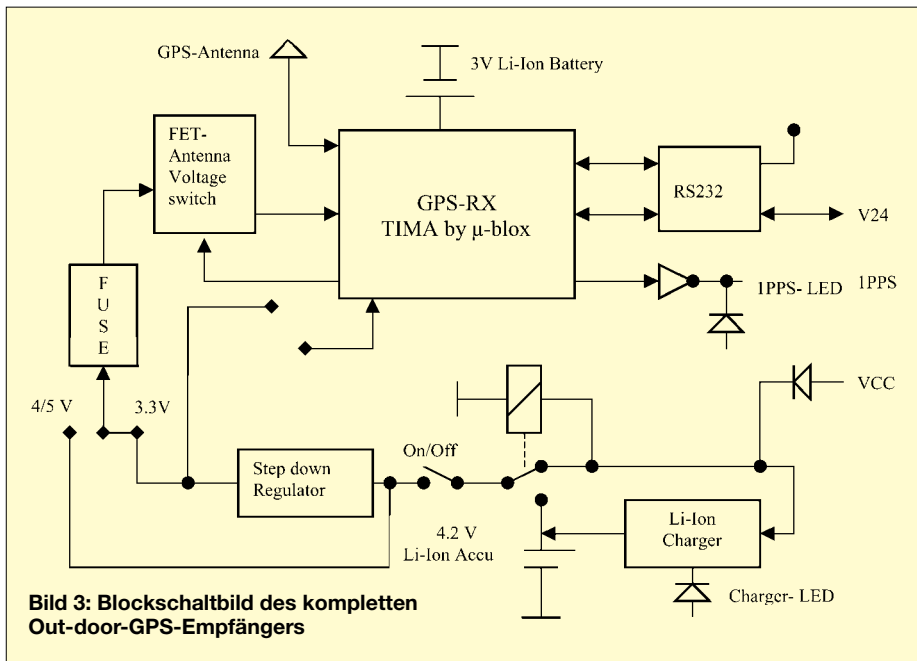 GPS-Antenna
3V Li-Ion Battery
FET-
Antenna
Voltage
switch
GPS-RX
TIMA by µ-blox
RS232
V24
F
U
S
E
1PPS- LED
1PPS
4/5 V
3.3V
VCC
On/Off
Step down
Regulator
4.2 V
Li-Ion Accu
Li-Ion
Charger
Charger- LED
Bild 3: Blockschaltbild des kompletten
Out-door-GPS-Empfängers